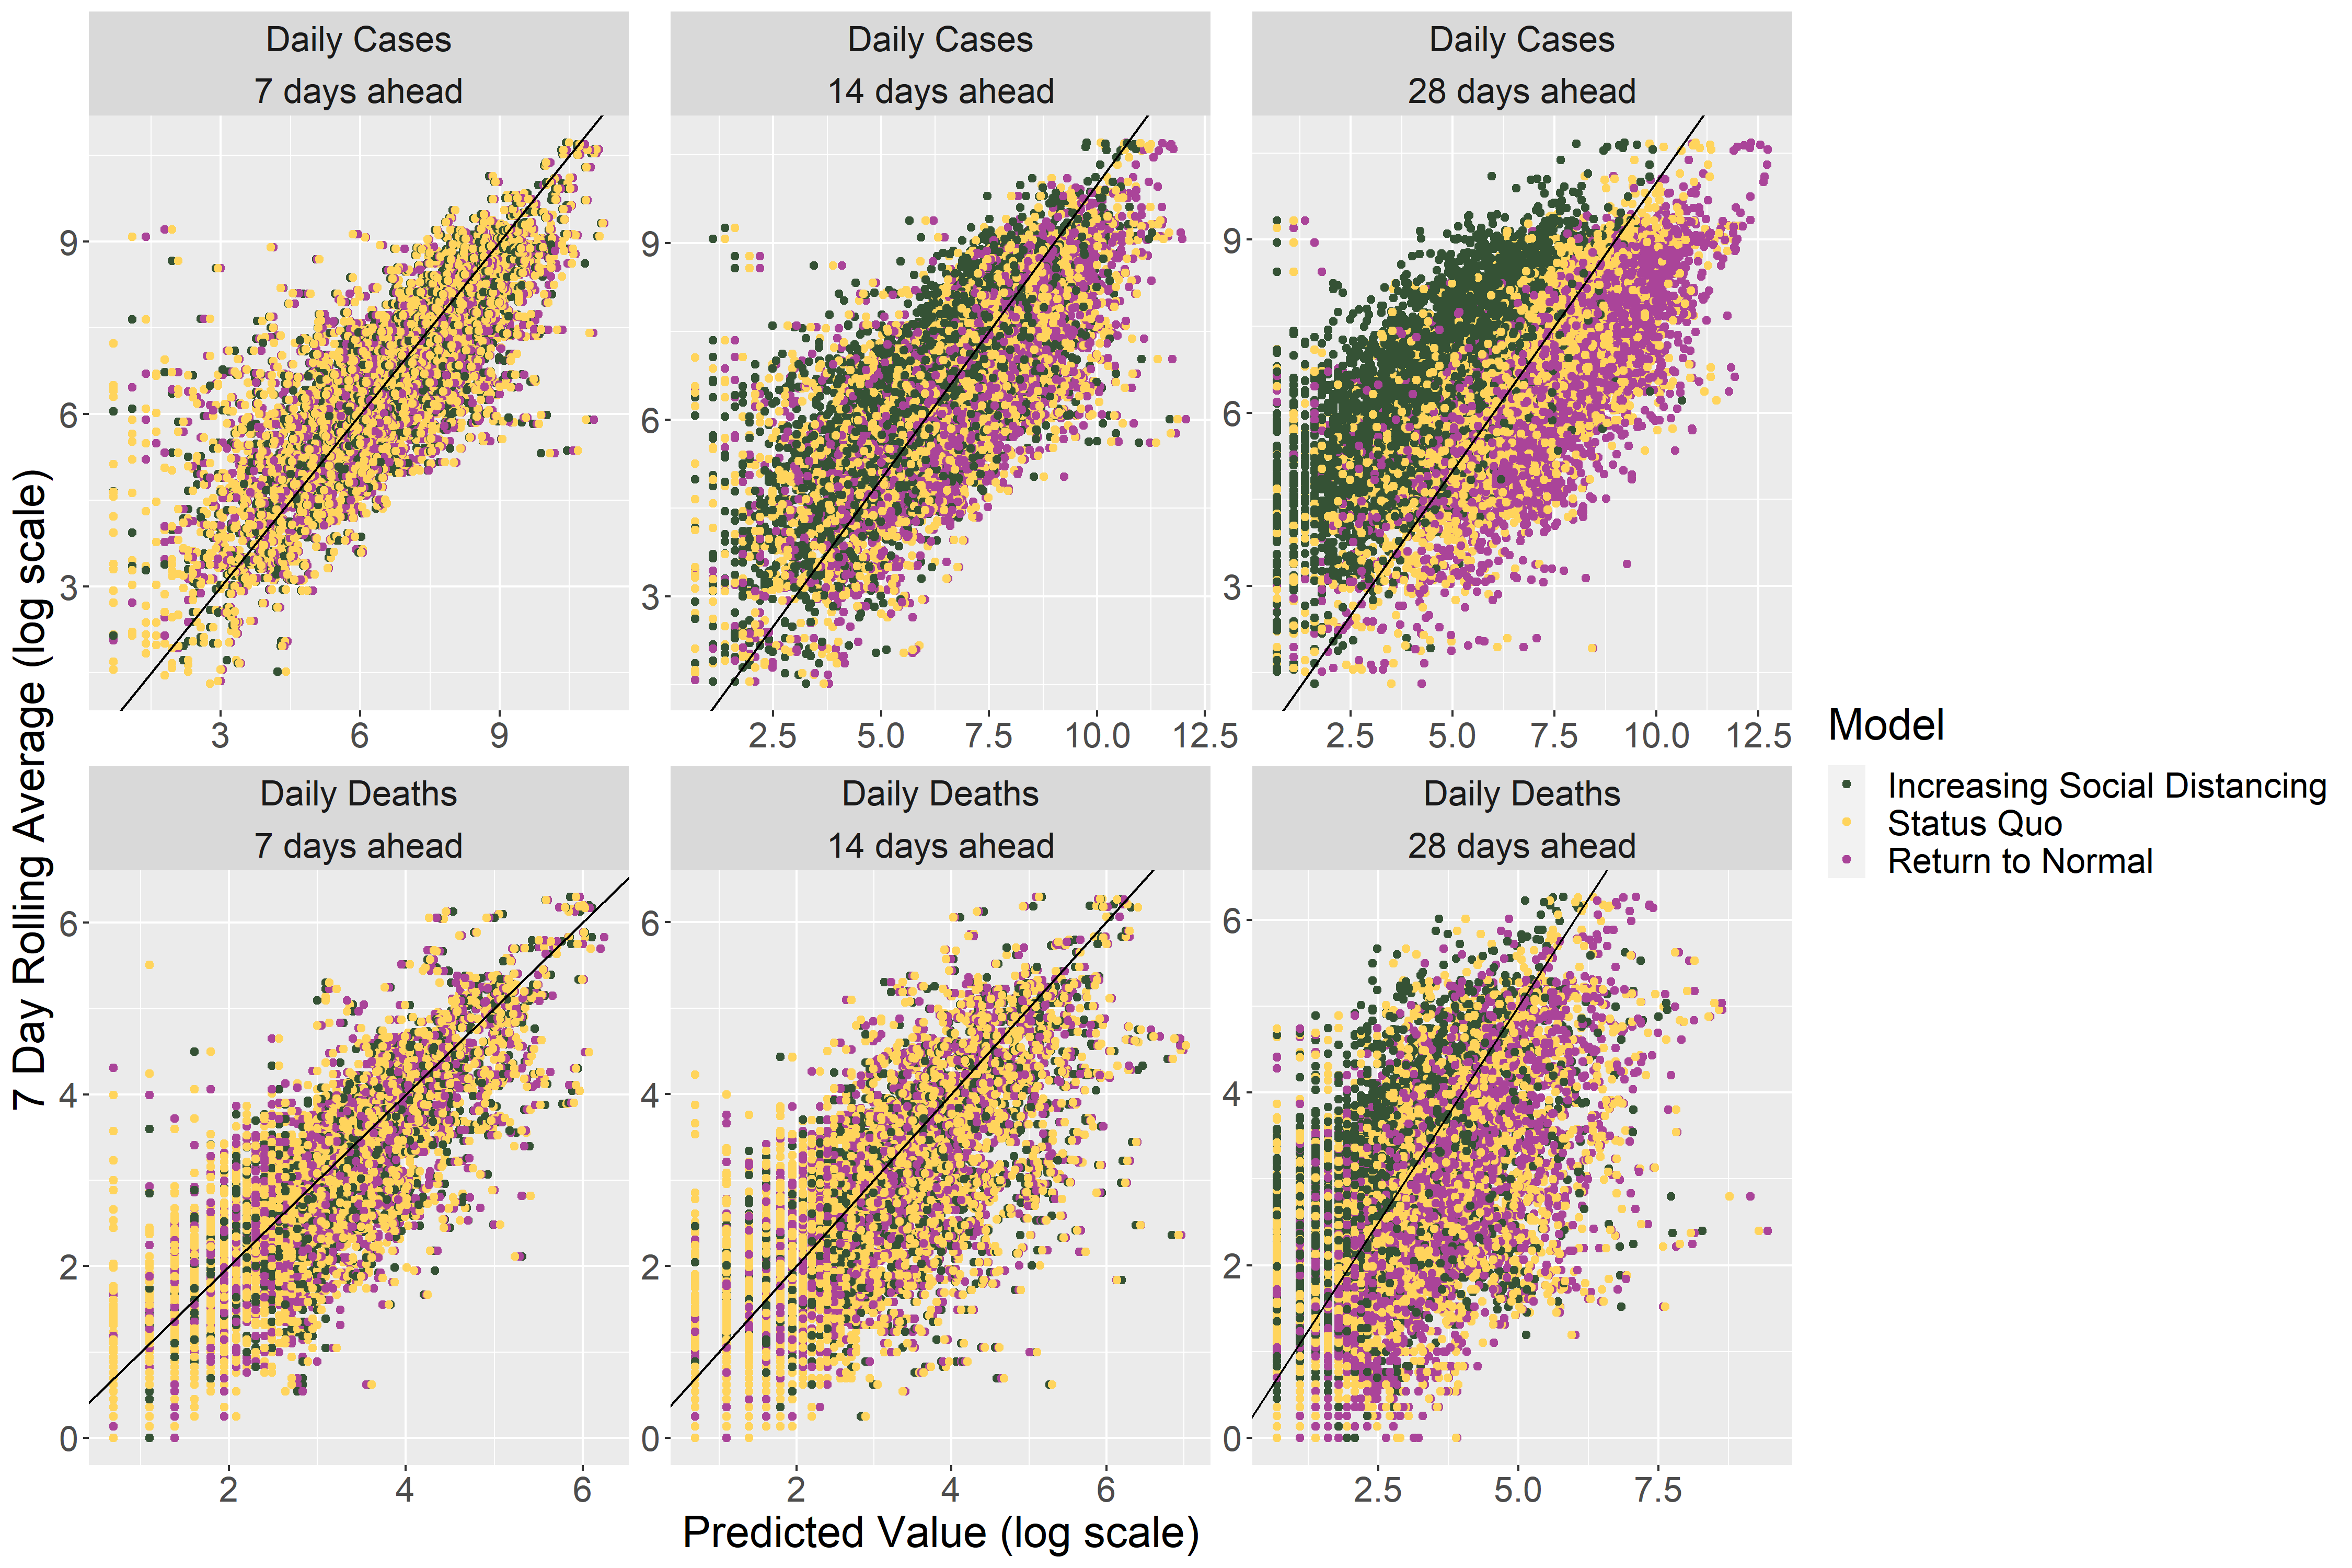 Daily Cases
7 days ahead
Daily Cases
14 days ahead
Daily Cases
28 days ahead
9
6
3
3
6
9
9
6
3
2.5
5.0
7.5
10.0
12.5
9
6
3
2.5
5.0
7.5
10.0
12.5
Daily Deaths
7 days ahead
Daily Deaths
14 days ahead
Daily Deaths
28 days ahead
6
4
2
0
2
4
6
6
4
2
0
2
4
6
6
4
2
0
2.5
5.0
7.5
7 Day Rolling Average (log scale)
Predicted Value (log scale)
Model
Increasing Social Distancing
Status Quo
Return to Normal